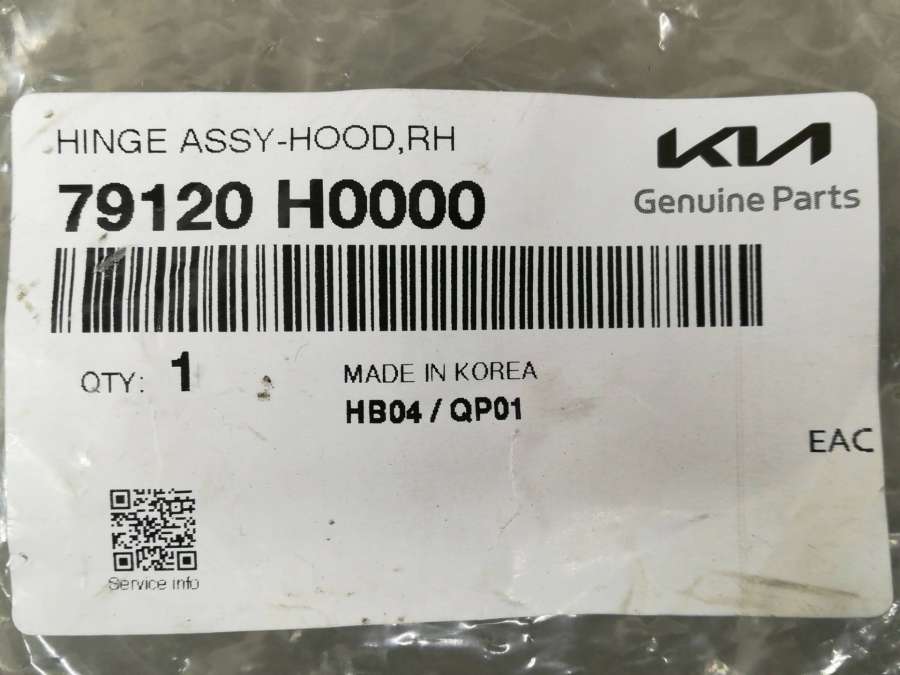 HINGE ASSY-HOOD,RH
KIA
79120 H0000
Genuine Parts
QTY: 1
MADE IN KOREA
HB04 / QP01
EAC
Service info